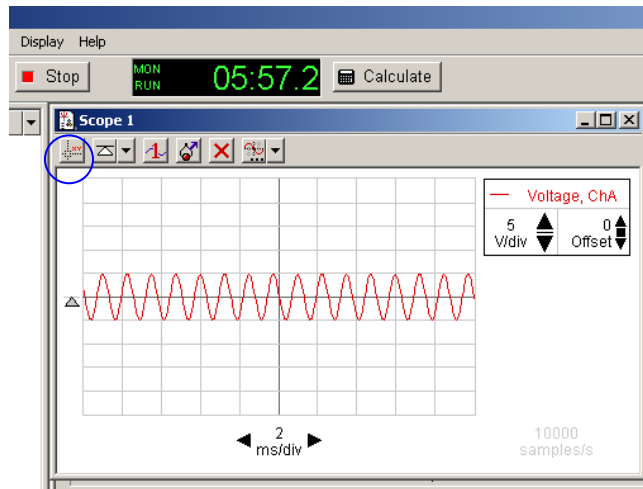 Display Help
Stop
MON
RUN
05:57.2
Calculate
Scope 1
XY
Voltage, ChA
5
V/div
0
Offset
2
ms/div
10000
samples/s